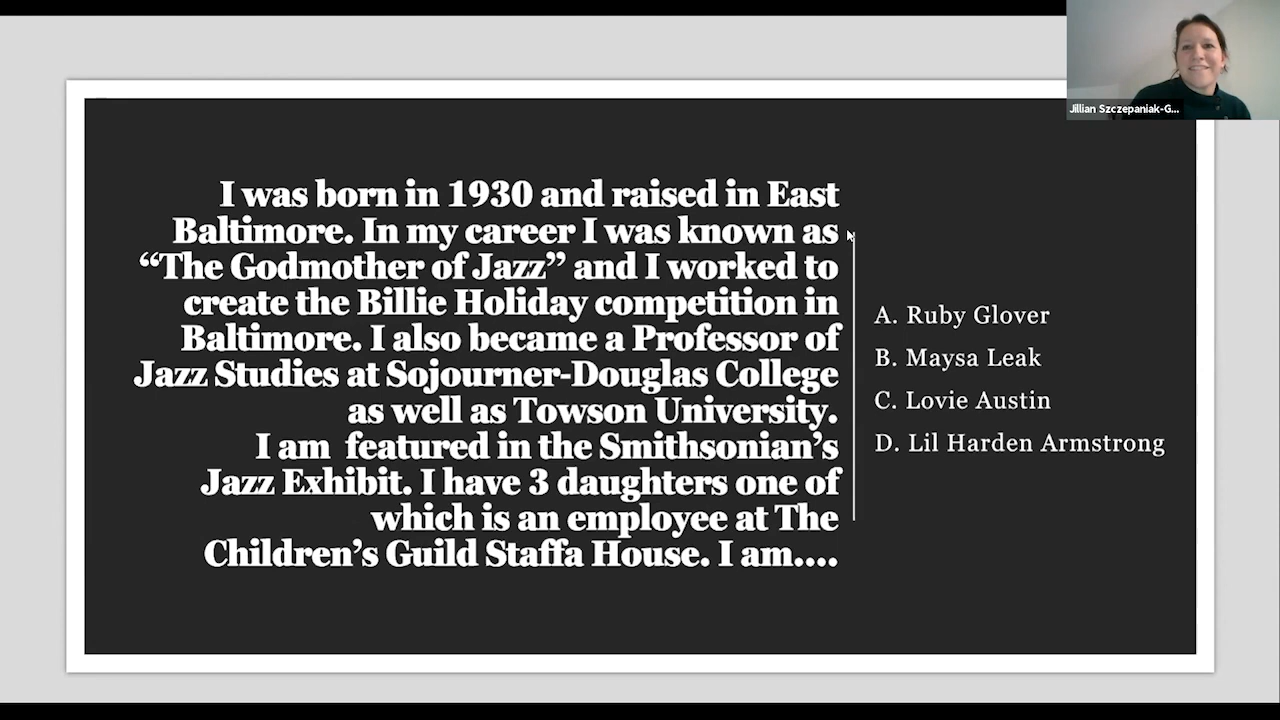 Jillian Szczepaniak-G...
I was born in 1930 and raised in East
Baltimore. In my career I was known as
“The Godmother of Jazz” and I worked to
create the Billie Holiday competition in
Baltimore. I also became a Professor of
Jazz Studies at Sojourner-Douglas College
as well as Towson University.
I am  featured in the Smithsonian’s
Jazz Exhibit. I have 3 daughters one of
which is an employee at The
Children’s Guild Staffa House. I am....
A. Ruby Glover
B. Maysa Leak
C. Lovie Austin
D. Lil Harden Armstrong